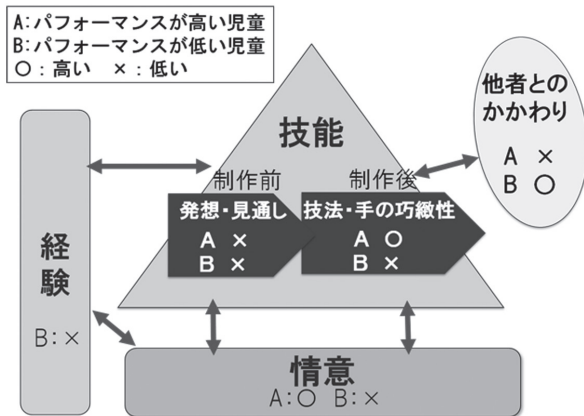 A:パフォーマンスが高い児童
B:パフォーマンスが低い児童
○:高い ×:低い
他者との
かかわり
A ×
B ○
技能
制作前
制作後
発想・見通し
A ×
B ×
技法・手の巧緻性
A ○
B ×
経
験
B:×
情意
A:○ B:×